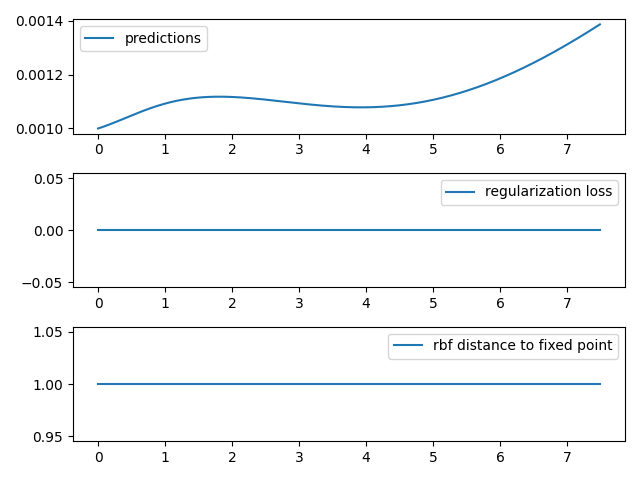 0.0014
0.0012
0.0010
predictions
0 1 2 3 4 5 6 7
0.05
0.00
−0.05
regularization loss
0 1 2 3 4 5 6 7
1.05
1.00
0.95
rbf distance to fixed point
0 1 2 3 4 5 6 7